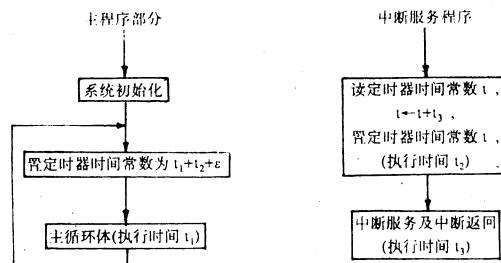 主程序部分
系统初始化
置定时器时间常数为 t₁+t₂+ε
主循环体(执行时间 t₁)
中断服务程序
读定时器时间常数 t ,
t←t+t₃ ,
置定时器时间常数 t ,
(执行时间 t₂)
中断服务及中断返回
(执行时间 t₃)